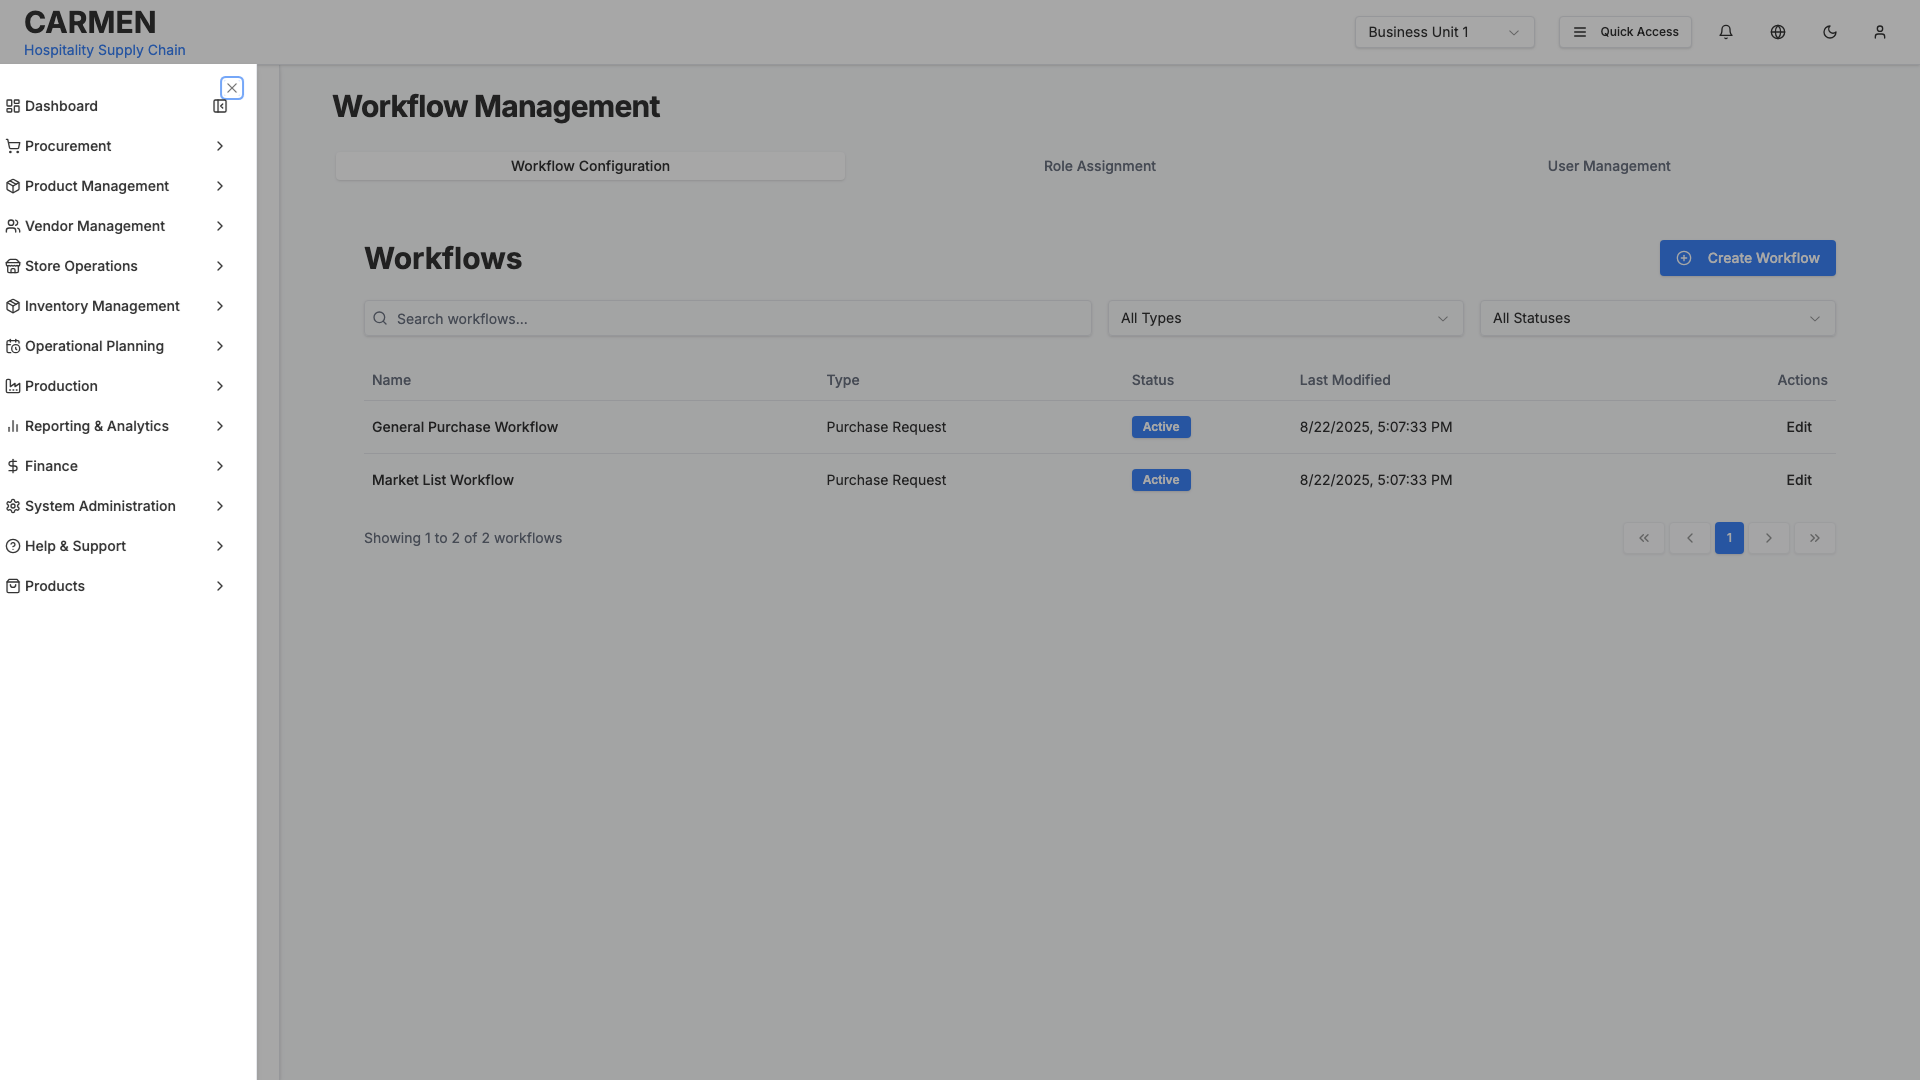 CARMEN
Hospitality Supply Chain
Business Unit 1
Quick Access
Dashboard
Procurement
Product Management
Vendor Management
Store Operations
Inventory Management
Operational Planning
Production
Reporting & Analytics
Finance
System Administration
Help & Support
Products
Workflow Management
Workflow Configuration
Role Assignment
User Management
Workflows
Create Workflow
Search workflows...
All Types
All Statuses
Name Type Status Last Modified Actions
General Purchase Workflow Purchase Request Active 8/22/2025, 5:07:33 PM Edit
Market List Workflow Purchase Request Active 8/22/2025, 5:07:33 PM Edit
Showing 1 to 2 of 2 workflows
1